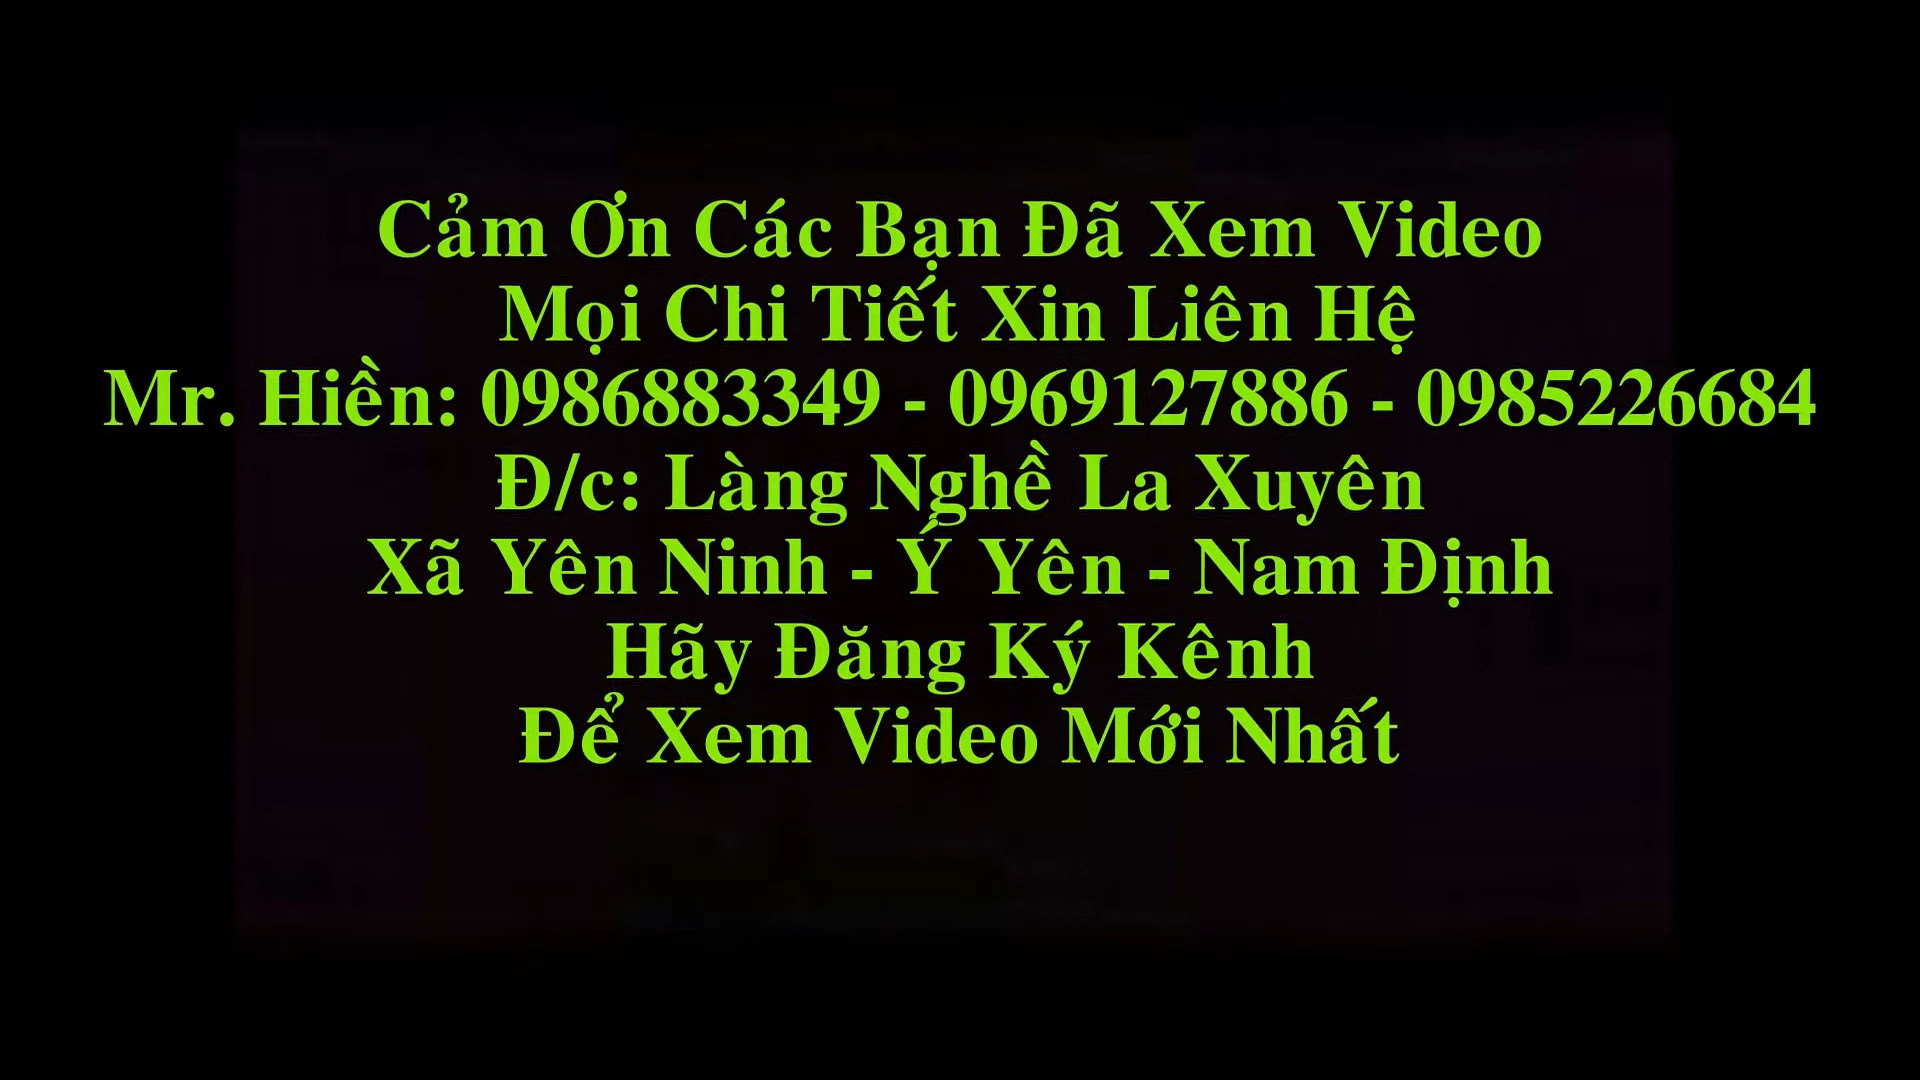 Cảm Ơn Các Bạn Đã Xem Video
Mọi Chi Tiết Xin Liên Hệ
Mr. Hiền: 0986883349 - 0969127886 - 0985226684
Đ/c: Làng Nghề La Xuyên
Xã Yên Ninh - Ý Yên - Nam Định
Hãy Đăng Ký Kênh
Để Xem Video Mới Nhất